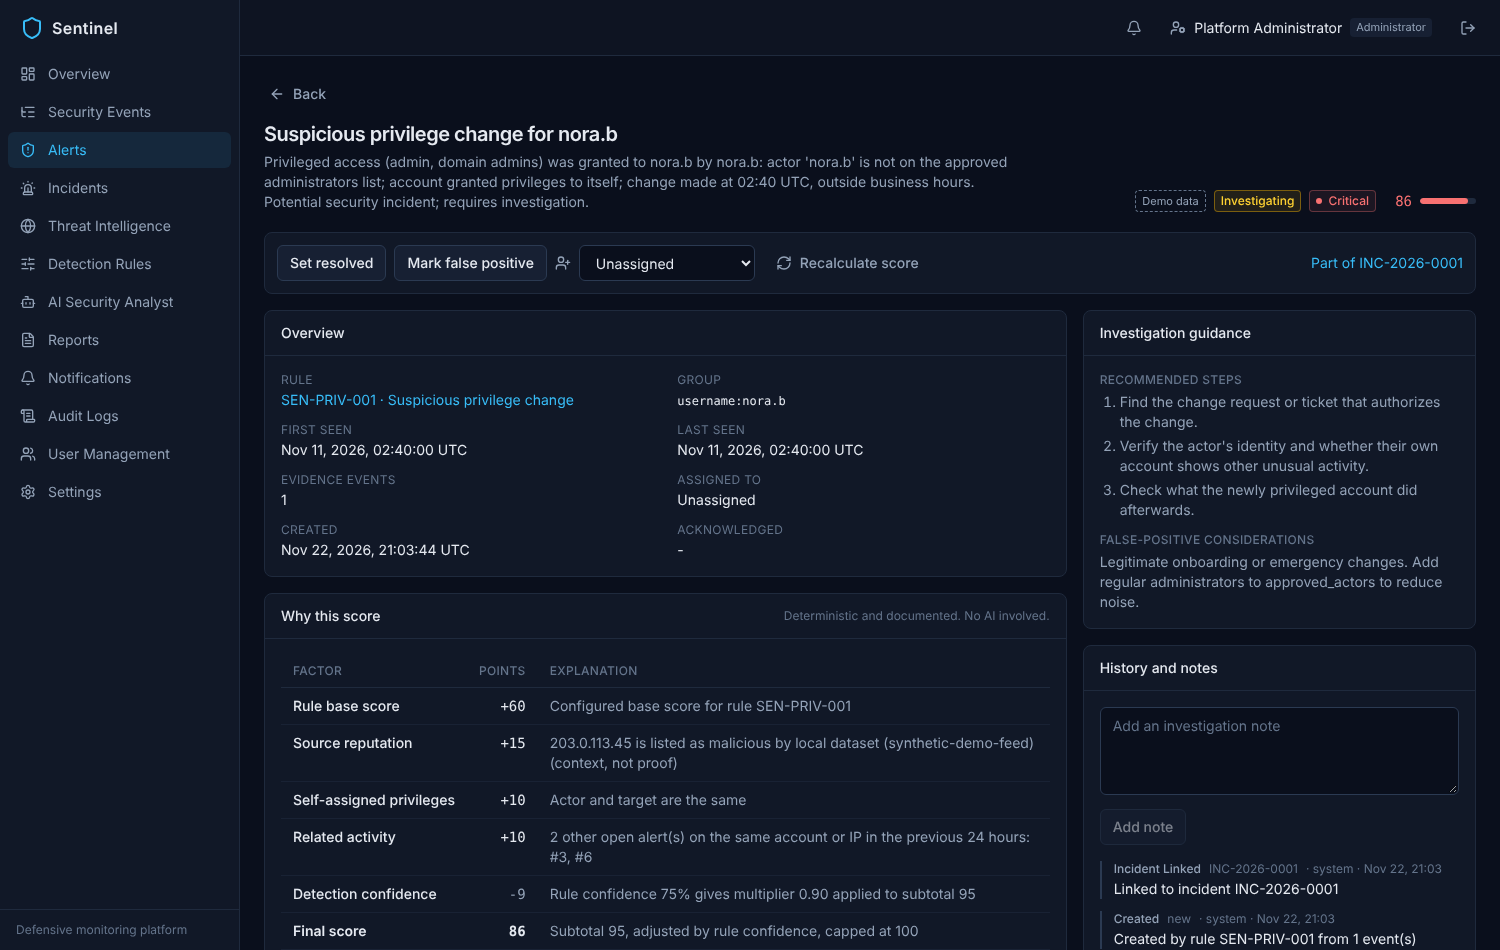 Sentinel
Platform Administrator
Administrator
Overview
Security Events
Alerts
Incidents
Threat Intelligence
Detection Rules
AI Security Analyst
Reports
Notifications
Audit Logs
User Management
Settings
Defensive monitoring platform
Back
Suspicious privilege change for nora.b
Privileged access (admin, domain admins) was granted to nora.b by nora.b: actor 'nora.b' is not on the approved
administrators list; account granted privileges to itself; change made at 02:40 UTC, outside business hours.
Potential security incident; requires investigation.
Demo data
Investigating
Critical
86
Set resolved
Mark false positive
Unassigned
Recalculate score
Part of INC-2026-0001
Overview
RULE
SEN-PRIV-001 · Suspicious privilege change
GROUP
username:nora.b
FIRST SEEN
Nov 11, 2026, 02:40:00 UTC
LAST SEEN
Nov 11, 2026, 02:40:00 UTC
EVIDENCE EVENTS
1
ASSIGNED TO
Unassigned
CREATED
Nov 22, 2026, 21:03:44 UTC
ACKNOWLEDGED
-
Why this score
Deterministic and documented. No AI involved.
FACTOR POINTS EXPLANATION
Rule base score +60 Configured base score for rule SEN-PRIV-001
Source reputation +15 203.0.113.45 is listed as malicious by local dataset (synthetic-demo-feed)
(context, not proof)
Self-assigned privileges +10 Actor and target are the same
Related activity +10 2 other open alert(s) on the same account or IP in the previous 24 hours:
#3, #6
Detection confidence -9 Rule confidence 75% gives multiplier 0.90 applied to subtotal 95
Final score 86 Subtotal 95, adjusted by rule confidence, capped at 100
Investigation guidance
RECOMMENDED STEPS
1. Find the change request or ticket that authorizes
the change.
2. Verify the actor's identity and whether their own
account shows other unusual activity.
3. Check what the newly privileged account did
afterwards.
FALSE-POSITIVE CONSIDERATIONS
Legitimate onboarding or emergency changes. Add
regular administrators to approved_actors to reduce
noise.
History and notes
Add an investigation note
Add note
Incident Linked INC-2026-0001 · system · Nov 22, 21:03
Linked to incident INC-2026-0001
Created new · system · Nov 22, 21:03
Created by rule SEN-PRIV-001 from 1 event(s)